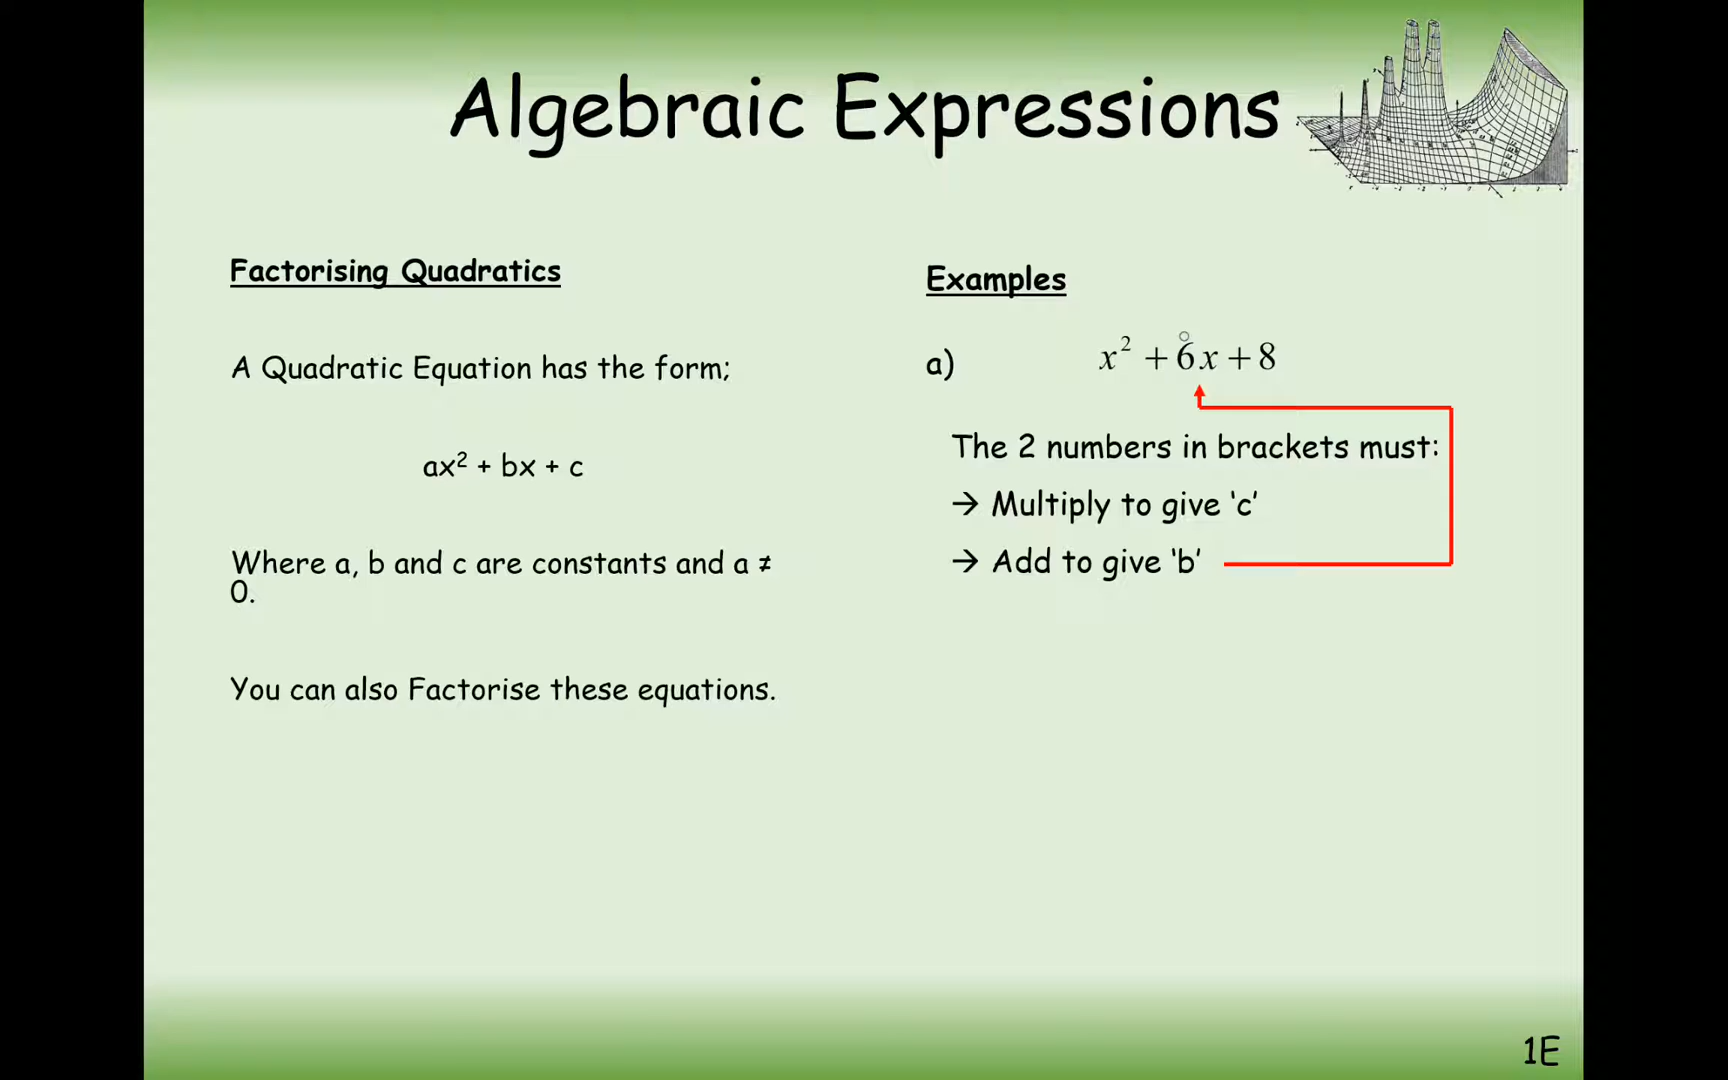 Algebraic Expressions
Factorising Quadratics
A Quadratic Equation has the form;
ax² + bx + c
Where a, b and c are constants and a ≠
0.
You can also Factorise these equations.
Examples
a) x² + 6x + 8
The 2 numbers in brackets must:
→ Multiply to give ‘c’
→ Add to give ‘b’
1E